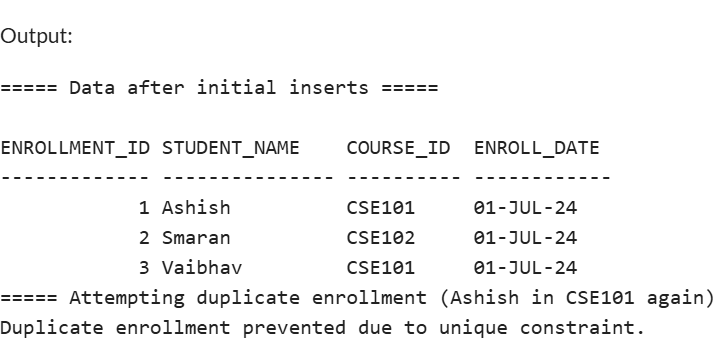 Output:
===== Data after initial inserts =====
ENROLLMENT_ID STUDENT_NAME    COURSE_ID  ENROLL_DATE
------------- --------------- ---------- ------------
            1 Ashish          CSE101     01-JUL-24
            2 Smaran          CSE102     01-JUL-24
            3 Vaibhav         CSE101     01-JUL-24
===== Attempting duplicate enrollment (Ashish in CSE101 again)
Duplicate enrollment prevented due to unique constraint.